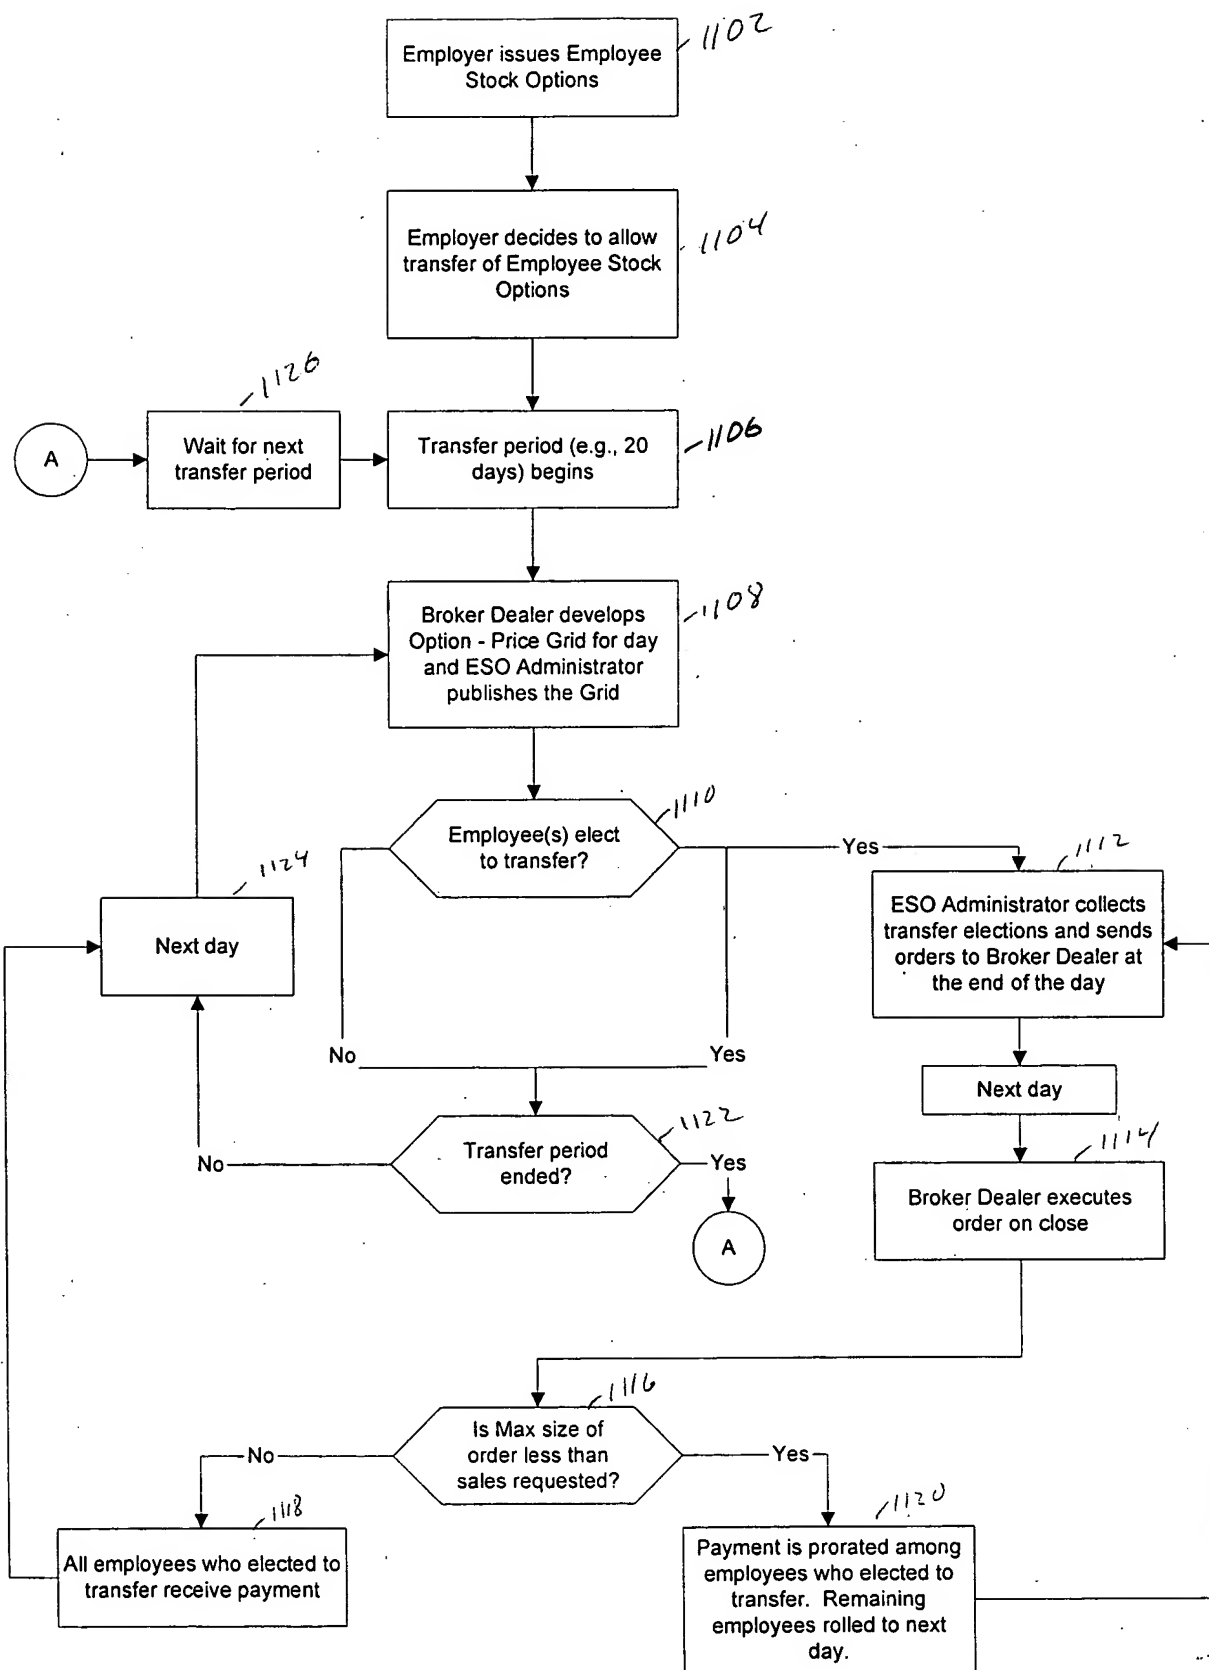 Employer issues Employee
Stock Options
1102
Employer decides to allow
transfer of Employee Stock
Options
1104
1126
A
Wait for next
transfer period
Transfer period (e.g., 20
days) begins
1106
Broker Dealer develops
Option - Price Grid for day
and ESO Administrator
publishes the Grid
1108
Employee(s) elect
to transfer?
1110
Yes
1112
ESO Administrator collects
transfer elections and sends
orders to Broker Dealer at
the end of the day
1124
Next day
No
Yes
Next day
Transfer period
ended?
1122
No
Yes
A
1114
Broker Dealer executes
order on close
1116
Is Max size of
order less than
sales requested?
No
Yes
1118
All employees who elected to
transfer receive payment
1120
Payment is prorated among
employees who elected to
transfer. Remaining
employees rolled to next
day.